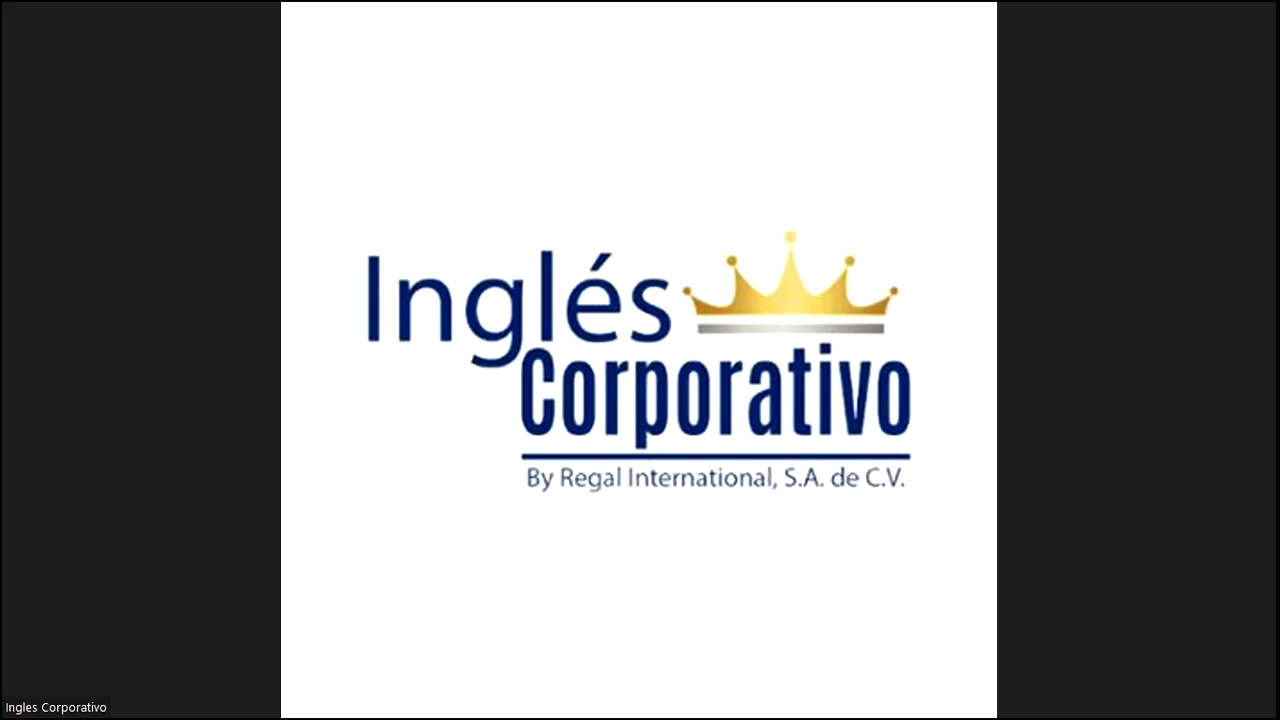 Inglés
Corporativo
By Regal International, S.A. de C.V.
Ingles Corporativo